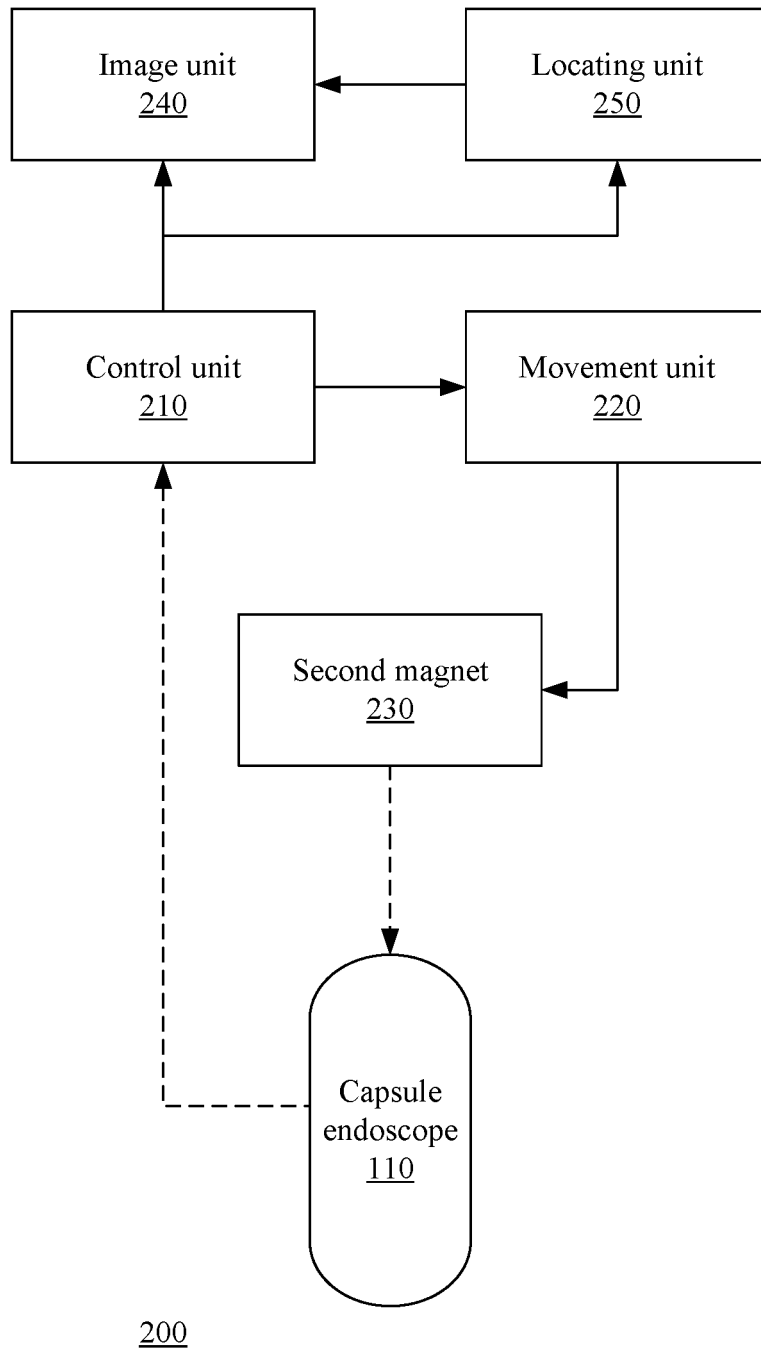 Image unit
240
Locating unit
250
Control unit
210
Movement unit
220
Second magnet
230
Capsule
endoscope
110
200